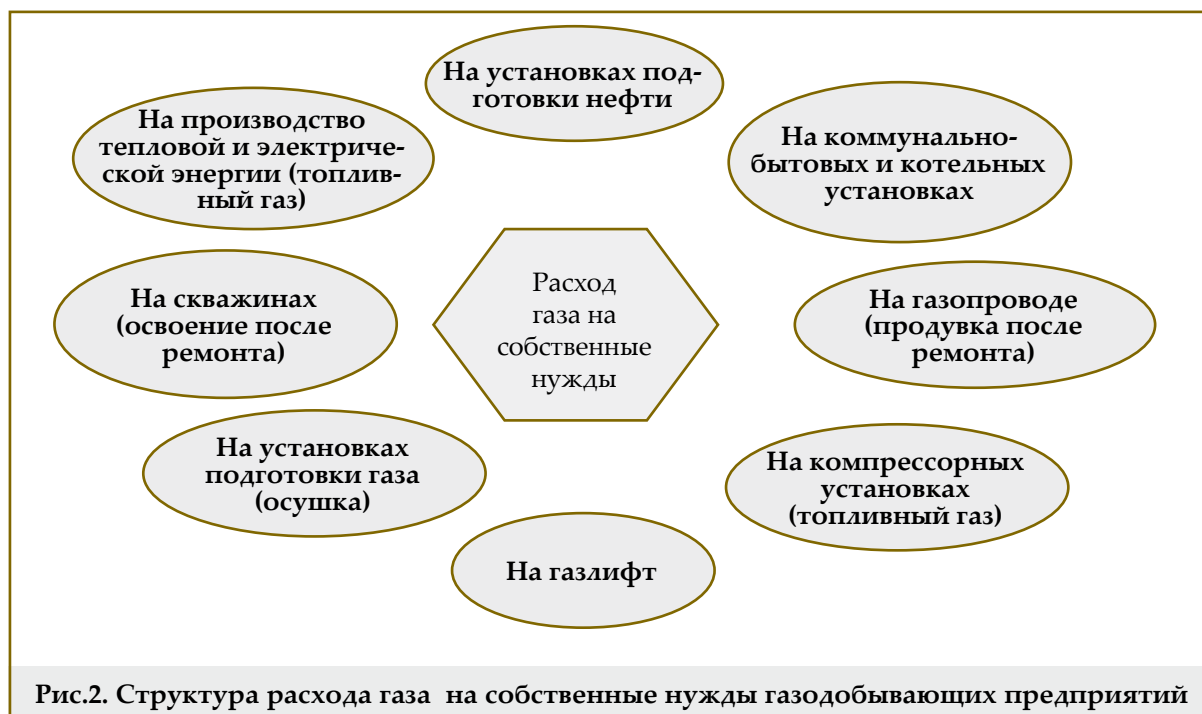 На установках под-
готовки нефти
На производство
тепловой и электриче-
ской энергии (топлив-
ный газ)
На коммунально-
бытовых и котельных
установках
Расход
газа на
собственные
нужды
На скважинах
(освоение после
ремонта)
На газопроводе
(продувка после
ремонта)
На установках
подготовки газа
(осушка)
На компрессорных
установках
(топливный газ)
На газлифт
Рис.2. Структура расхода газа на собственные нужды газодобывающих предприятий